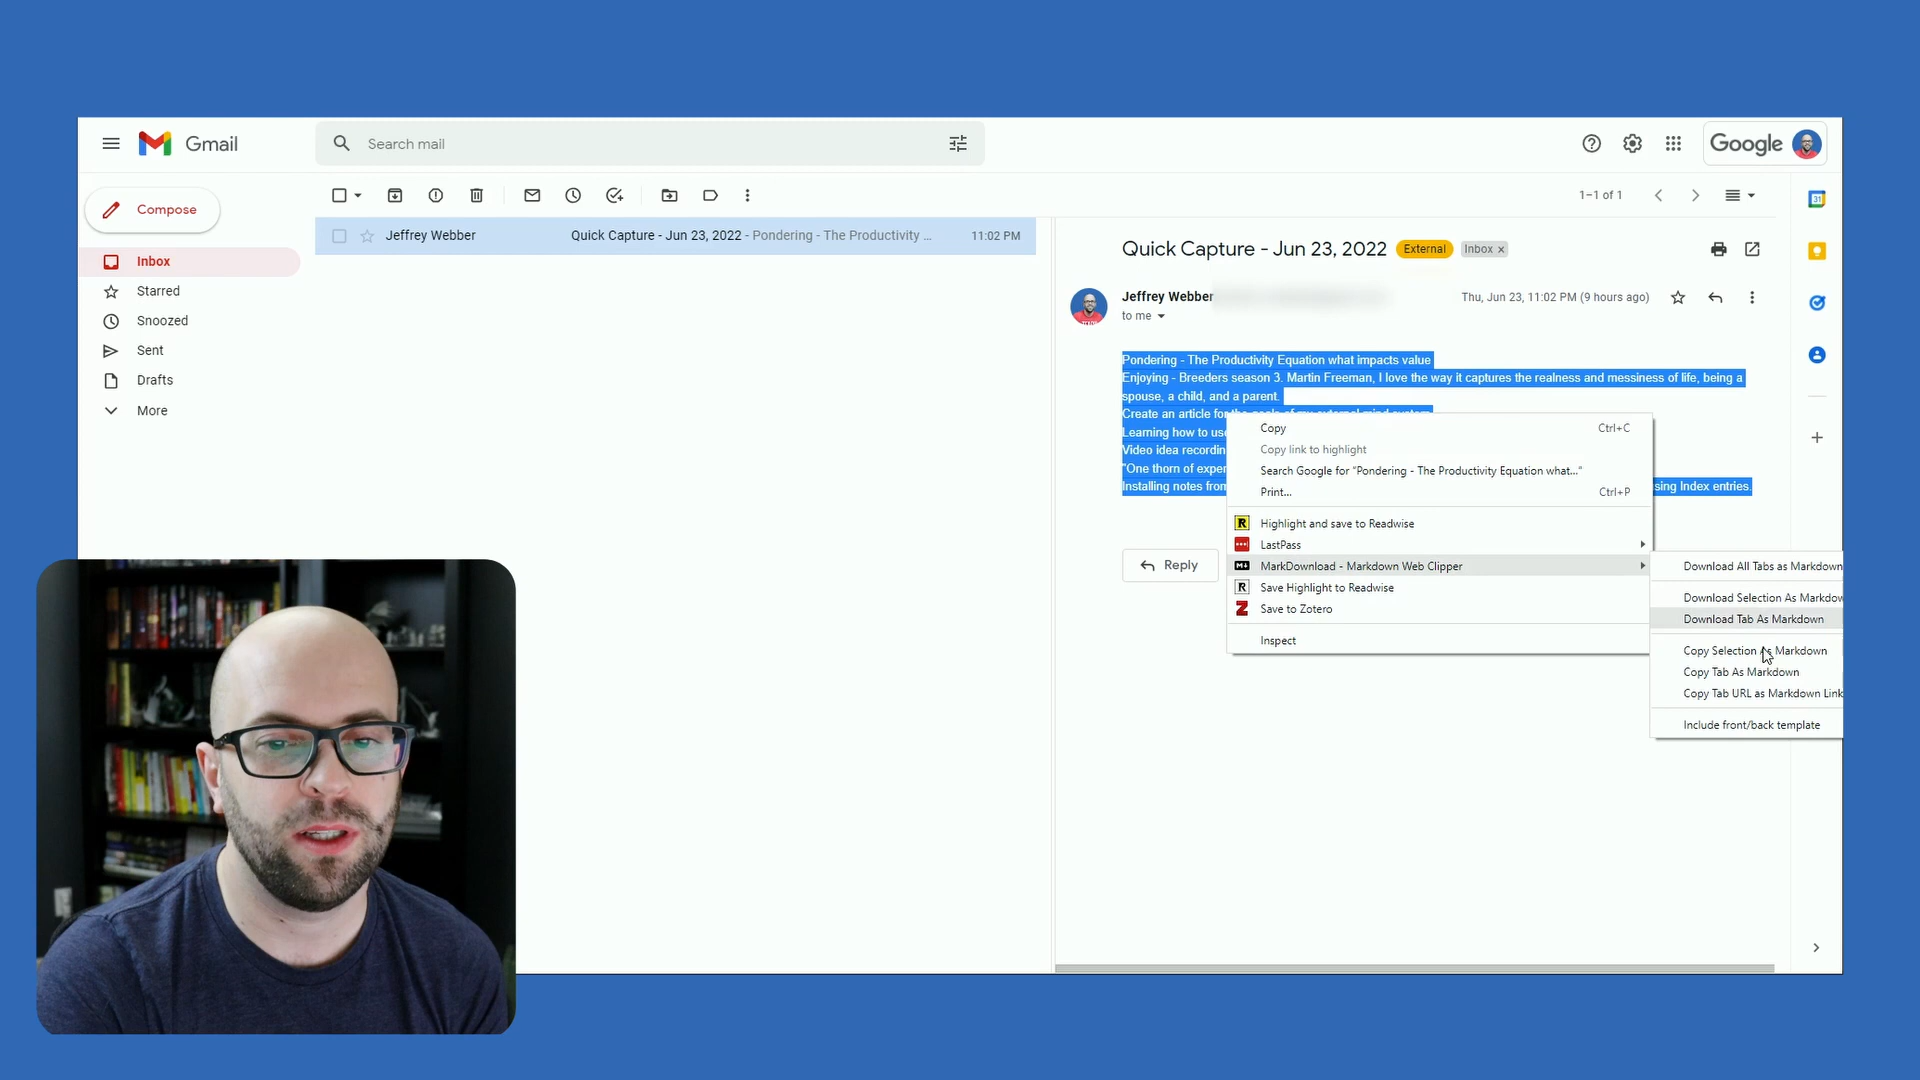 Gmail
Search mail
Google
Compose
1–1 of 1
Jeffrey Webber
Quick Capture - Jun 23, 2022 - Pondering - The Productivity ...
11:02 PM
Inbox
Starred
Snoozed
Sent
Drafts
More
Quick Capture - Jun 23, 2022
External
Inbox x
Jeffrey Webber
Thu, Jun 23, 11:02 PM (9 hours ago)
to me
Pondering - The Productivity Equation what impacts value
Enjoying - Breeders season 3. Martin Freeman, I love the way it captures the realness and messiness of life, being a
spouse, a child, and a parent.
Create an article for
Learning how to use
Video idea recordin
"One thorn of exper
Installing notes from
sing Index entries.
Reply
Copy Ctrl+C
Copy link to highlight
Search Google for "Pondering - The Productivity Equation what..."
Print... Ctrl+P
Highlight and save to Readwise
LastPass
MarkDownload - Markdown Web Clipper
Save Highlight to Readwise
Save to Zotero
Inspect
Download All Tabs as Markdown
Download Selection As Markdow
Download Tab As Markdown
Copy Selection As Markdown
Copy Tab As Markdown
Copy Tab URL as Markdown Link
Include front/back template